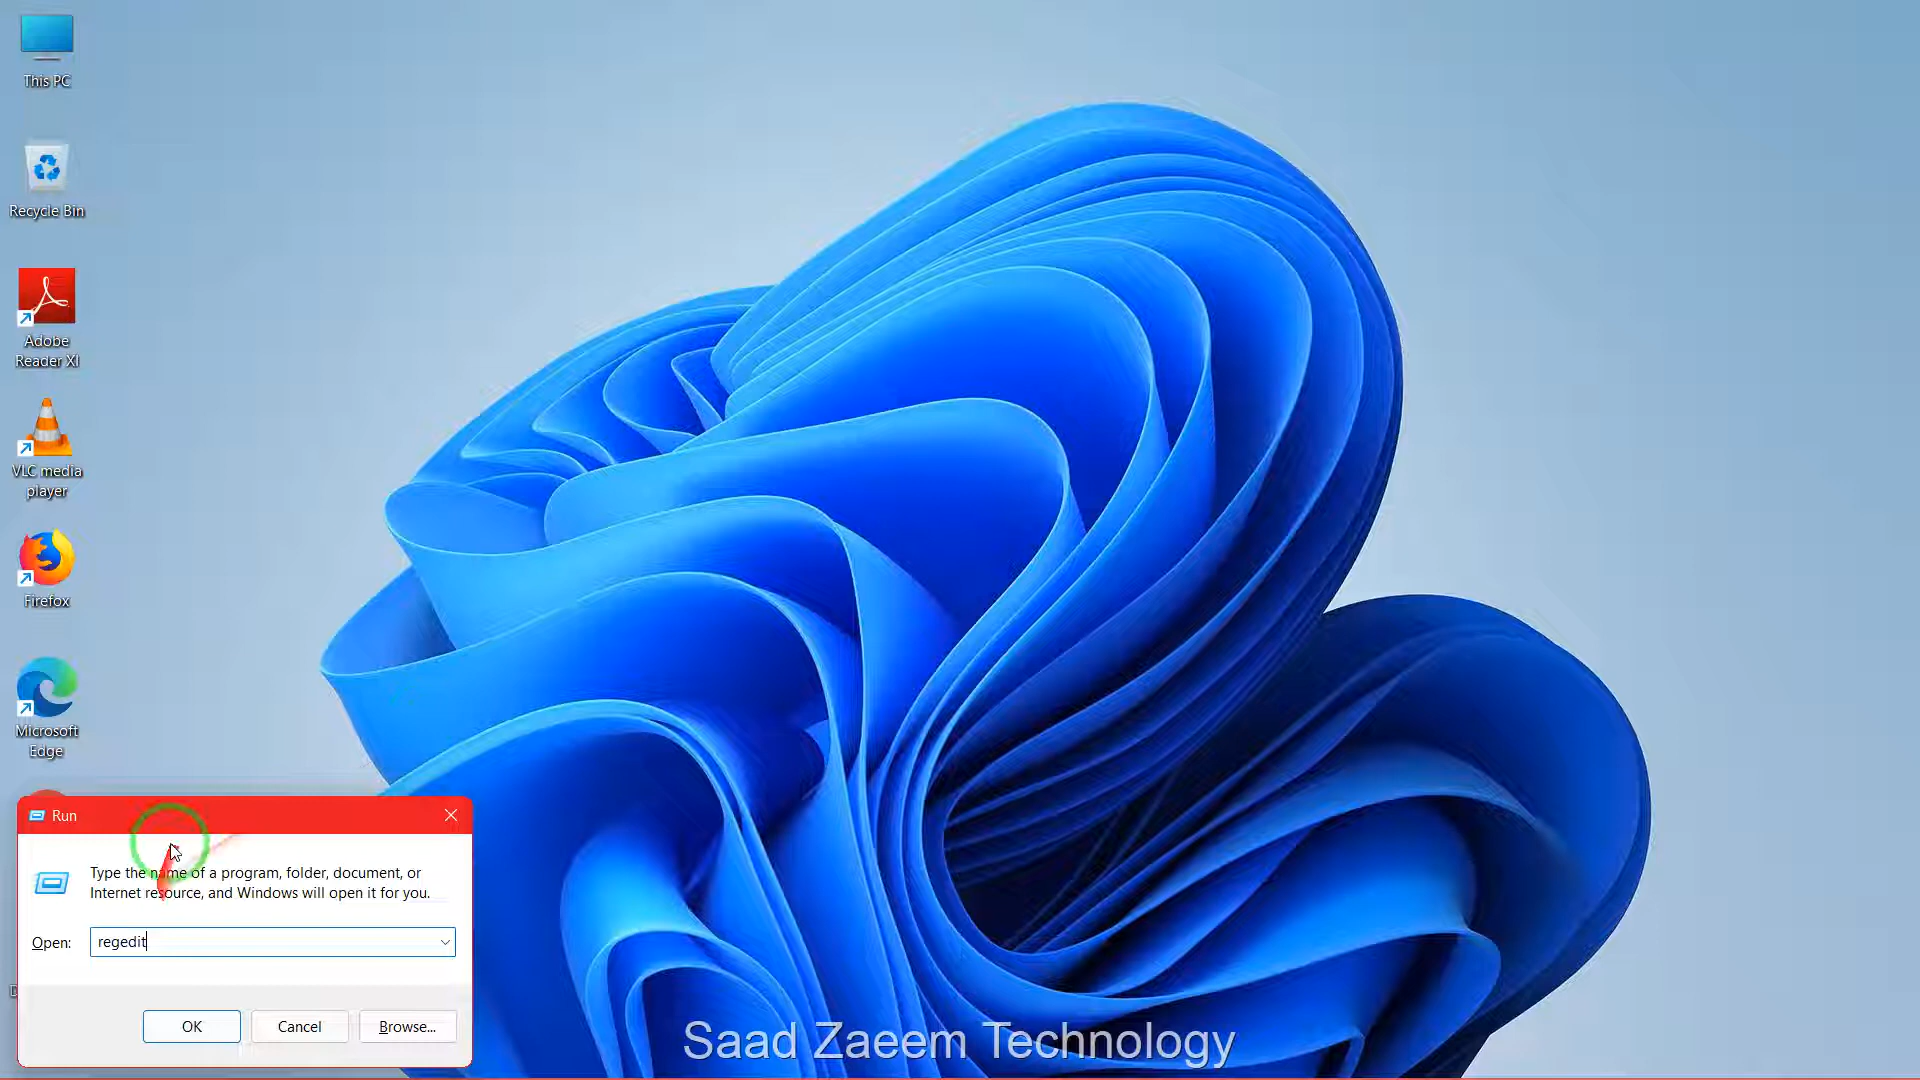 This PC
Recycle Bin
Adobe
Reader XI
VLC media
player
Firefox
Microsoft
Edge
Run
Type the name of a program, folder, document, or
Internet resource, and Windows will open it for you.
Open:
regedit
OK
Cancel
Browse...
Saad Zaeem Technology